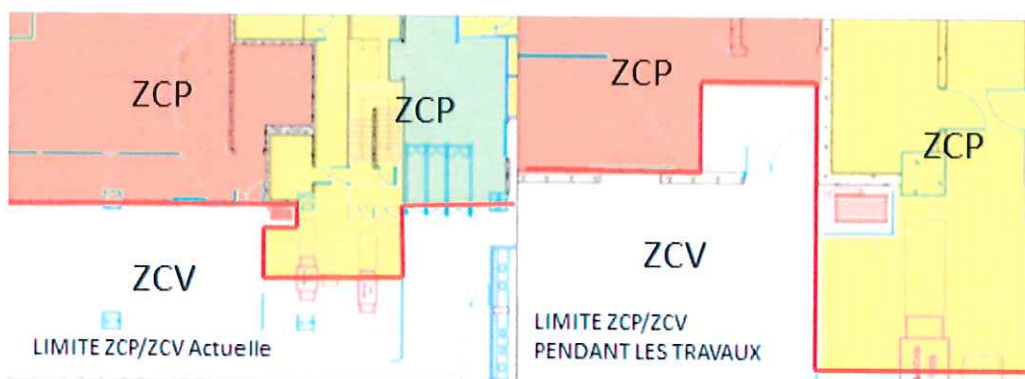 ZCP
ZCP
ZCV
LIMITE ZCP/ZCV Actuelle
ZCP
ZCP
ZCV
LIMITE ZCP/ZCV
PENDANT LES TRAVAUX